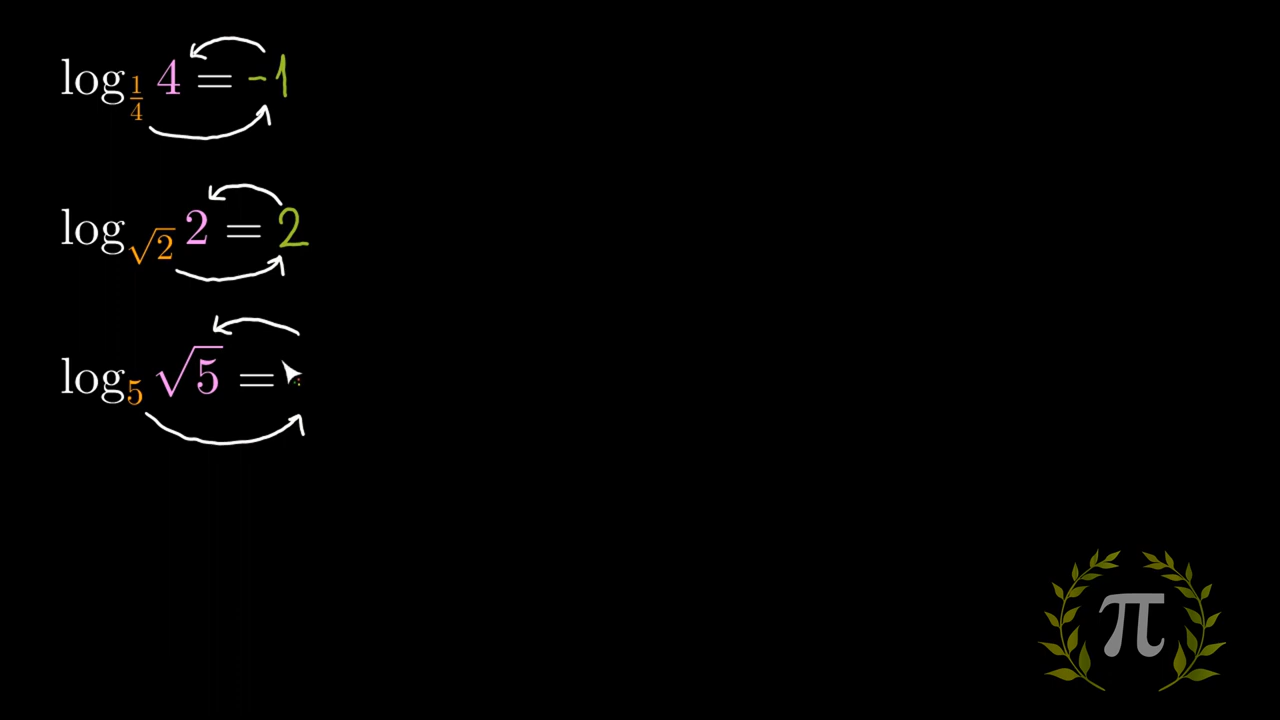 log_{1/4} 4 = -1
log_{√2} 2 = 2
log_5 √5 =
π